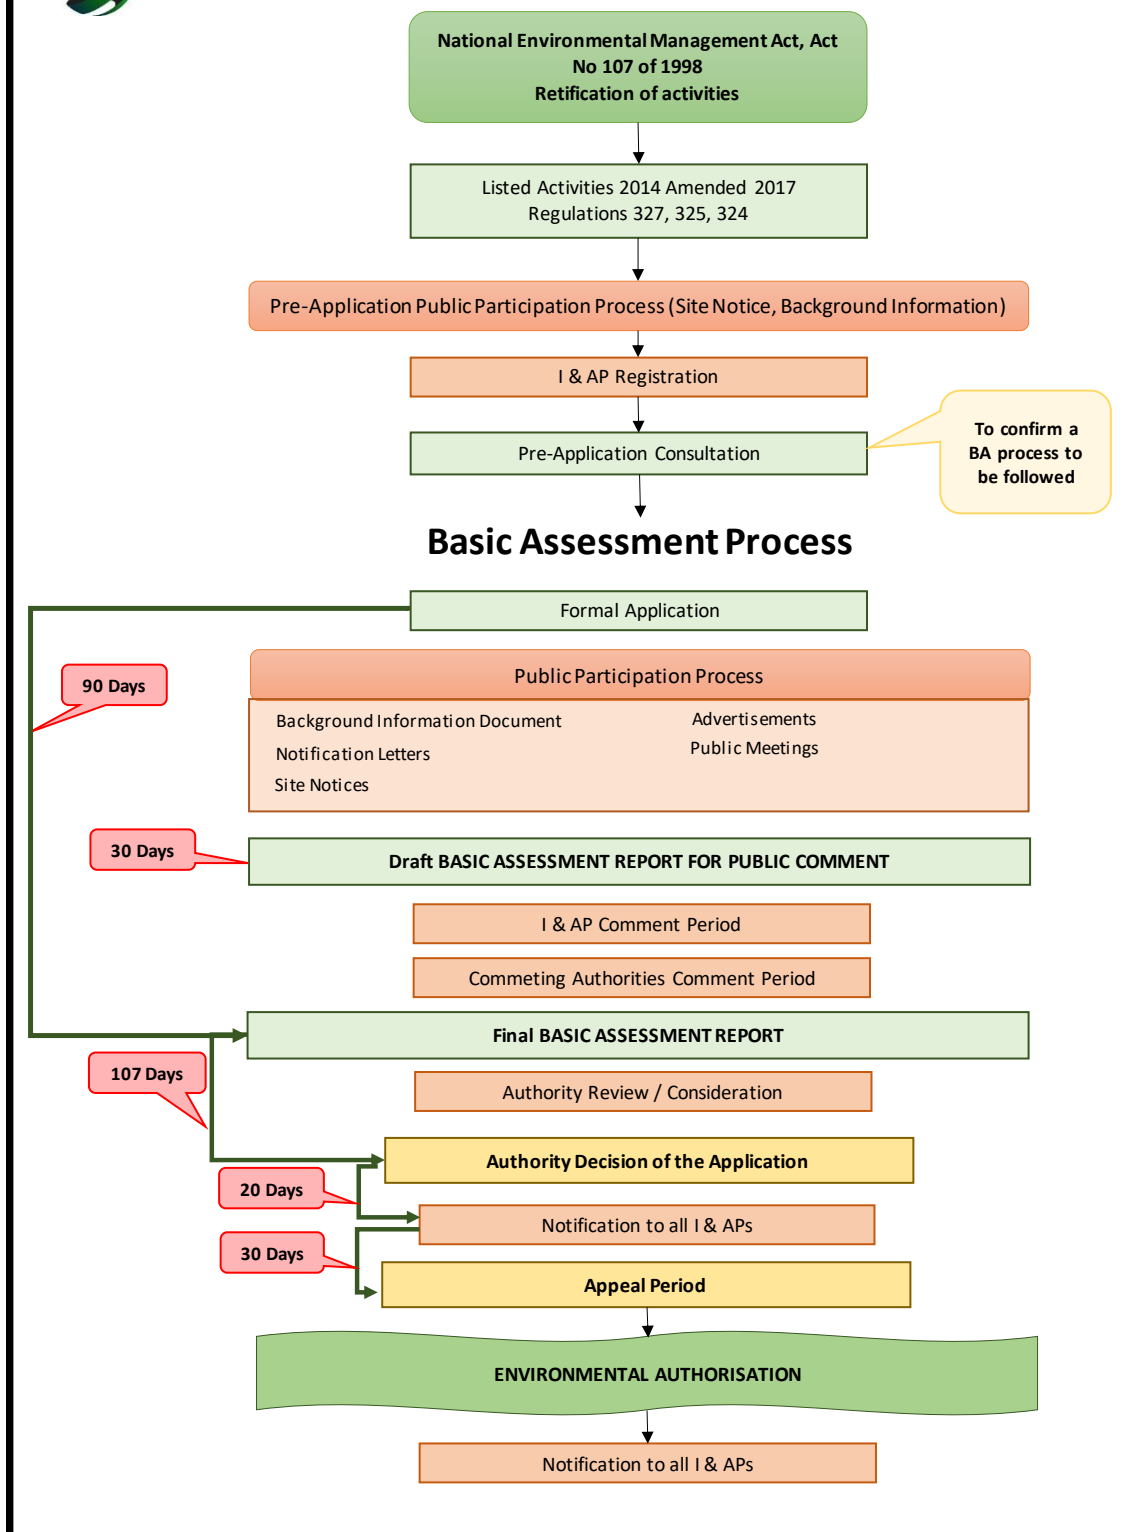 National Environmental Management Act, Act
No 107 of 1998
Retification of activities
Listed Activities 2014 Amended 2017
Regulations 327, 325, 324
Pre-Application Public Participation Process (Site Notice, Background Information)
I & AP Registration
Pre-Application Consultation
To confirm a
BA process to
be followed
Basic Assessment Process
Formal Application
90 Days
Public Participation Process
Background Information Document
Notification Letters
Site Notices
Advertisements
Public Meetings
30 Days
Draft BASIC ASSESSMENT REPORT FOR PUBLIC COMMENT
I & AP Comment Period
Commeting Authorities Comment Period
Final BASIC ASSESSMENT REPORT
107 Days
Authority Review / Consideration
Authority Decision of the Application
20 Days
Notification to all I & APs
30 Days
Appeal Period
ENVIRONMENTAL AUTHORISATION
Notification to all I & APs